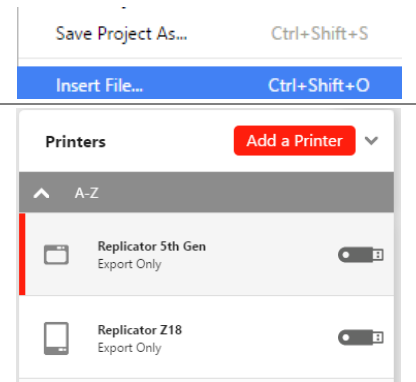 Save Project As... Ctrl+Shift+S
Insert File... Ctrl+Shift+O
Printers Add a Printer
A-Z
Replicator 5th Gen
Export Only
Replicator Z18
Export Only